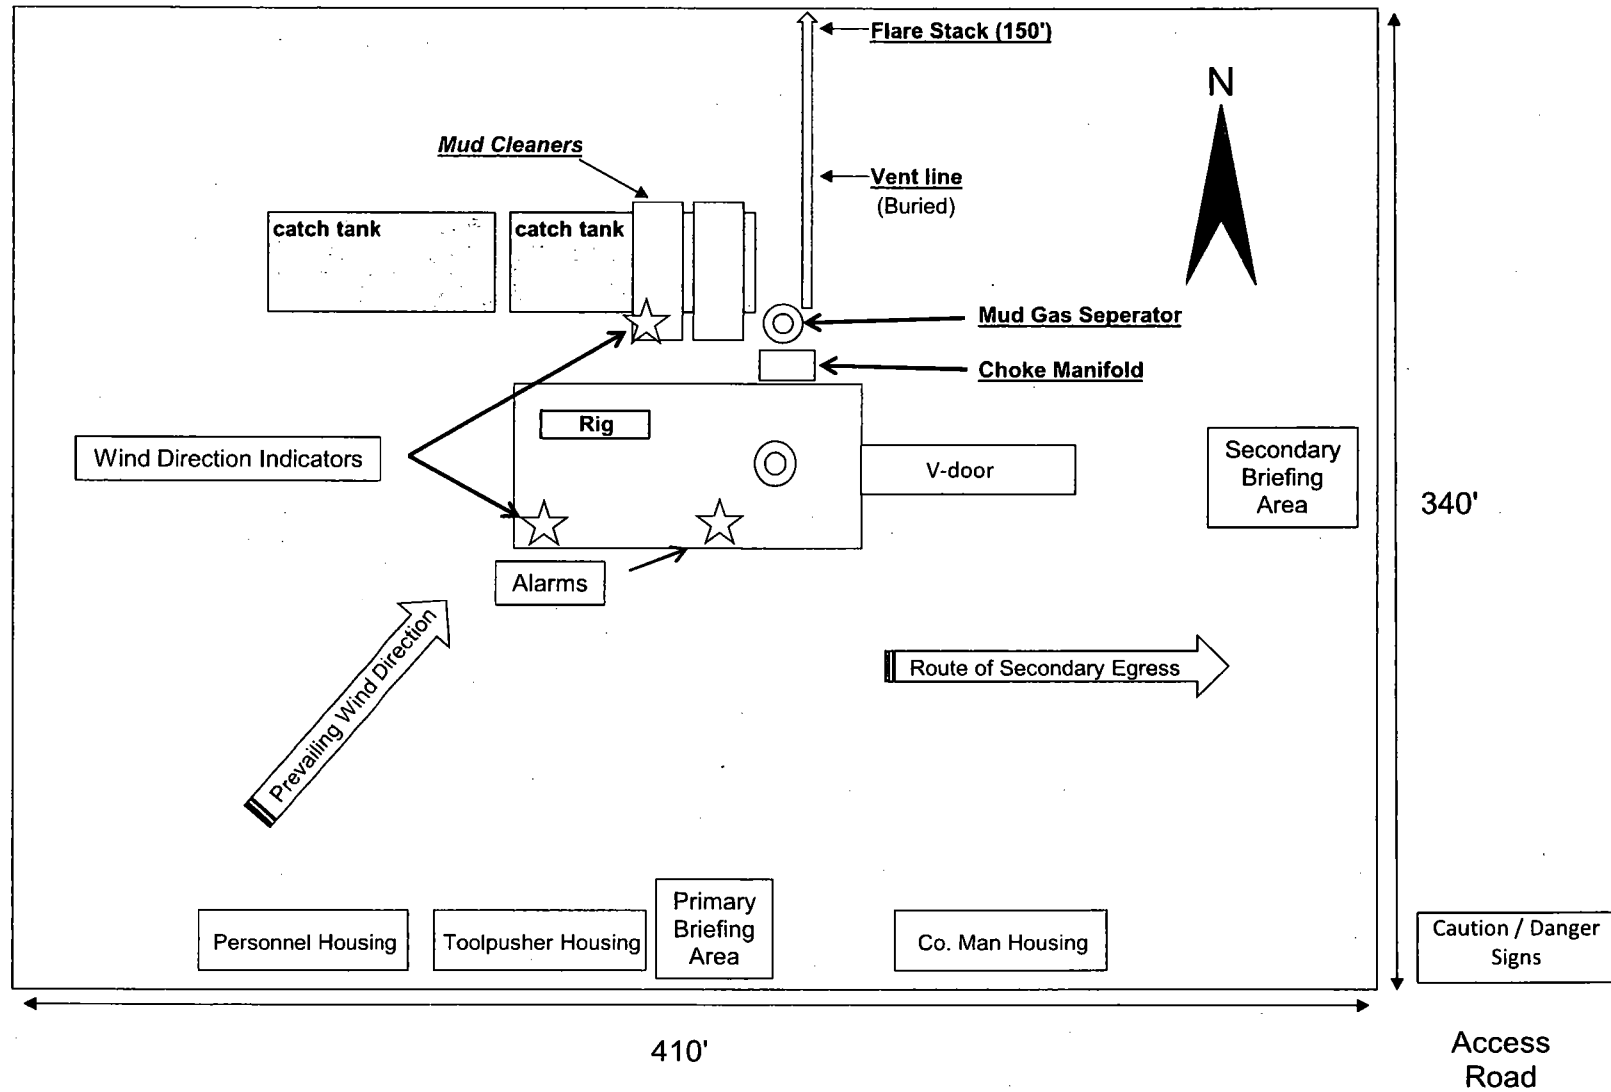 Flare Stack (150')
N
Mud Cleaners
Vent line
(Buried)
catch tank
catch tank
Mud Gas Seperator
Choke Manifold
Rig
Wind Direction Indicators
V-door
Secondary
Briefing
Area
340'
Alarms
Prevailing Wind Direction
Route of Secondary Egress
Personnel Housing
Toolpusher Housing
Primary
Briefing
Area
Co. Man Housing
Caution / Danger
Signs
410'
Access
Road